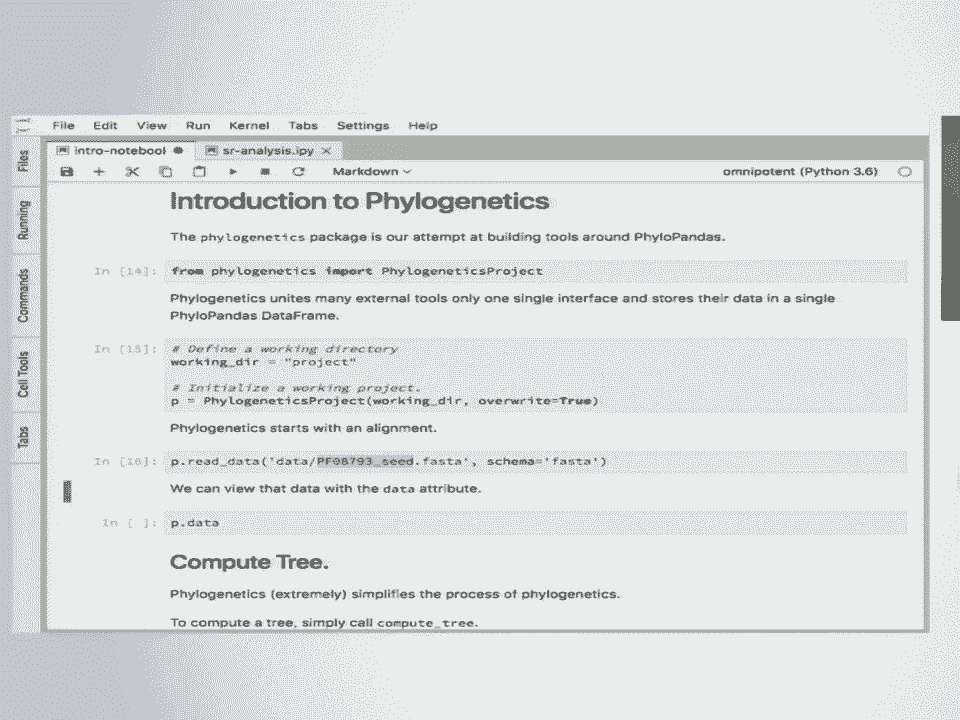 File Edit View Run Kernel Tabs Settings Help
intro-notebool sr-analysis.ipy
Markdown omnipotent (Python 3.6)
Files
Running
Commands
Cell Tools
Tabs
Introduction to Phylogenetics
The phylogenetics package is our attempt at building tools around PhyloPandas.
In [14]: from phylogenetics import PhylogeneticsProject
Phylogenetics unites many external tools only one single interface and stores their data in a single
PhyloPandas DataFrame.
In [15]: # Define a working directory
working_dir = "project"
# Initialize a working project.
p = PhylogeneticsProject(working_dir, overwrite=True)
Phylogenetics starts with an alignment.
In [16]: p.read_data('data/PF08793_seed.fasta', schema='fasta')
We can view that data with the data attribute.
In [ ]: p.data
Compute Tree.
Phylogenetics (extremely) simplifies the process of phylogenetics.
To compute a tree, simply call compute_tree.